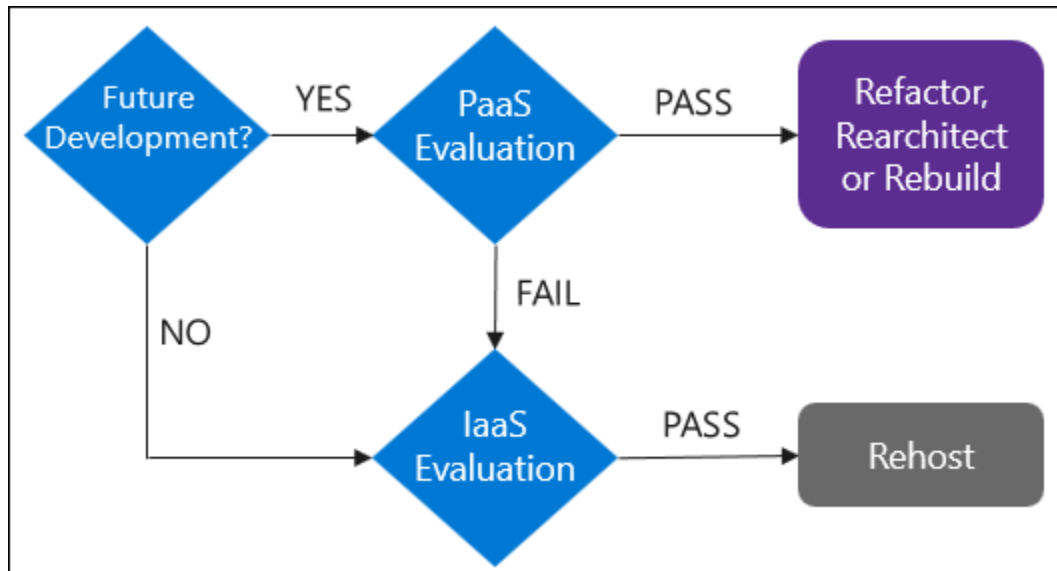 Future
Development?
YES
PaaS
Evaluation
PASS
Refactor,
Rearchitect
or Rebuild
NO
FAIL
IaaS
Evaluation
PASS
Rehost